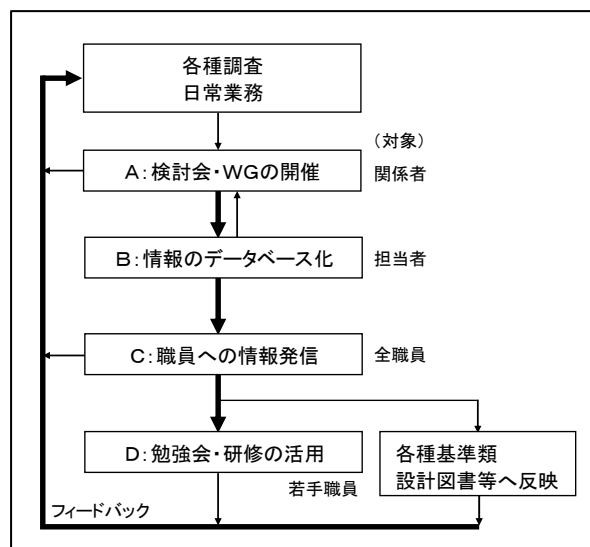 各種調査
日常業務
（対象）
A：検討会・WGの開催
関係者
B：情報のデータベース化
担当者
C：職員への情報発信
全職員
D：勉強会・研修の活用
若手職員
各種基準類
設計図書等へ反映
フィードバック